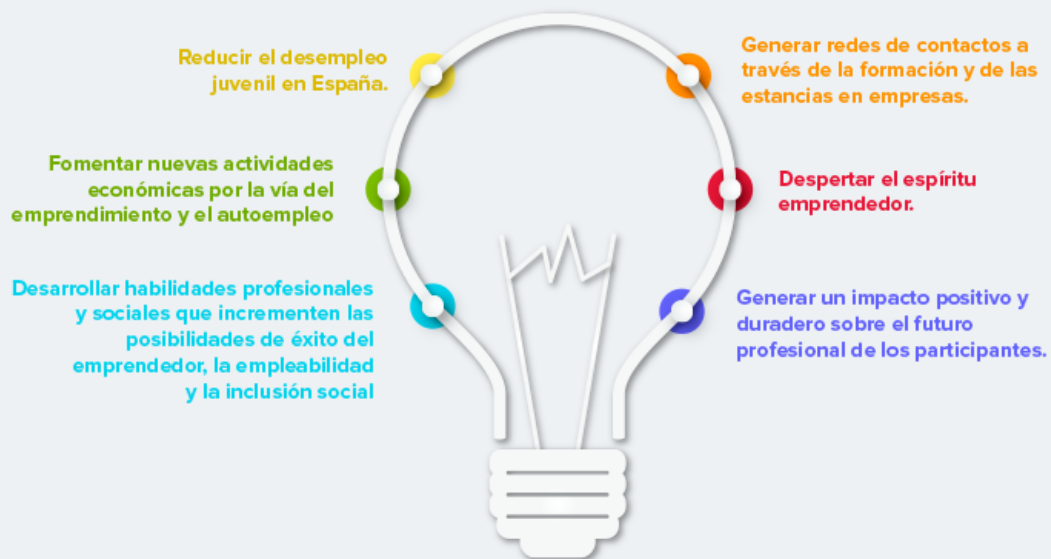 Reducir el desempleo
juvenil en España.
Fomentar nuevas actividades
económicas por la vía del
emprendimiento y el autoempleo
Desarrollar habilidades profesionales
y sociales que incrementen las
posibilidades de éxito del
emprendedor, la empleabilidad
y la inclusión social
Generar redes de contactos a
través de la formación y de las
estancias en empresas.
Despertar el espíritu
emprendedor.
Generar un impacto positivo y
duradero sobre el futuro
profesional de los participantes.